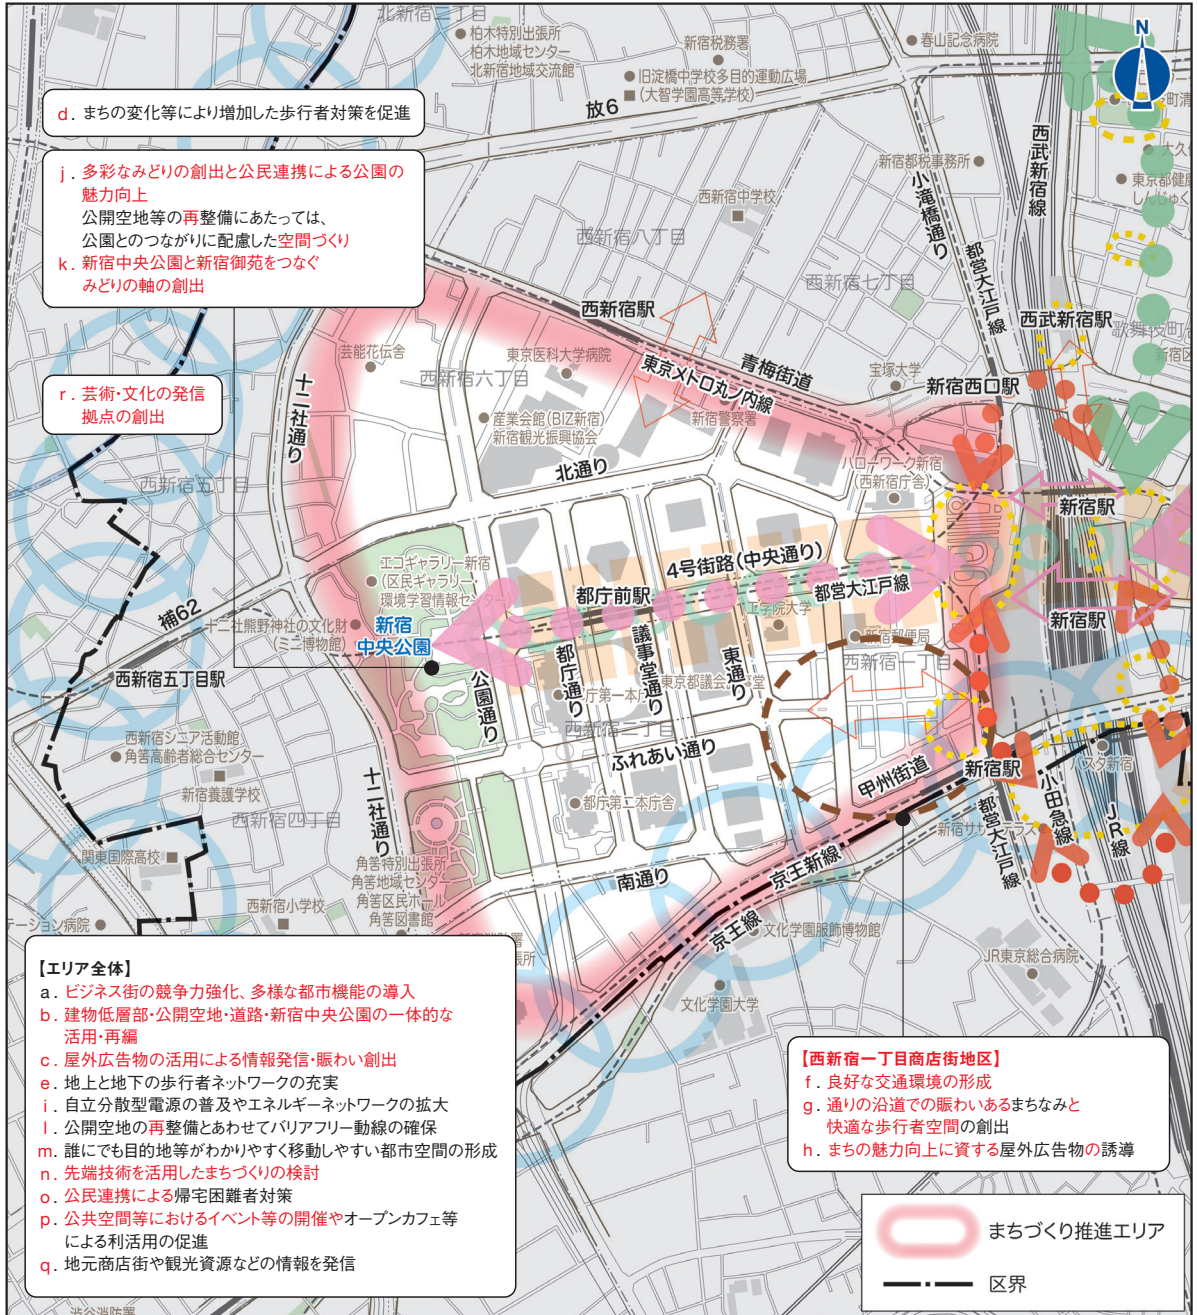 北新宿二丁目
柏木特別出張所
柏木地域センター
北新宿地域交流館
新宿税務署
旧淀橋中学校多目的運動広場
(大智学園高等学校)
春山記念病院
N
放6
d. まちの変化等により増加した歩行者対策を促進
j. 多彩なみどりの創出と公民連携による公園の
魅力向上
公開空地等の再整備にあたっては、
公園とのつながりに配慮した空間づくり
k. 新宿中央公園と新宿御苑をつなぐ
みどりの軸の創出
r. 芸術・文化の発信
拠点の創出
西新宿中学校
西新宿八丁目
新宿都税事務所
小滝橋通り
西武新宿線
都営大江戸線
西新宿七丁目
西新宿駅
西武新宿駅
歌舞伎町
芸能花伝舎
東京医科大学病院
西新宿六丁目
東京メトロ丸ノ内線
青梅街道
宝塚大学
新宿西口駅
十二社通り
産業会館(BIZ新宿)
新宿観光振興協会
新宿警察署
北通り
ハローワーク新宿
(西新宿庁舎)
西新宿五丁目
新宿駅
エコギャラリー新宿
(区民ギャラリー・
環境学習情報センター)
4号街路(中央通り)
都庁前駅
都営大江戸線
工学院大学
新宿駅
補62
十二社熊野神社の文化財
(ミニ博物館)
新宿
中央公園
新宿郵便局
西新宿一丁目
西新宿五丁目駅
公園通り
都庁通り
議事堂通り
東通り
東京都議会議事堂
庁第一本庁
西新宿二丁目
ふれあい通り
西新宿シニア活動館
角筈高齢者総合センター
新宿養護学校
西新宿四丁目
十二社通り
都庁第二本庁舎
甲州街道
新宿駅
スタ新宿
新宿サザンテラス
都営大江戸線
小田急線
JR線
関東国際高校
角筈特別出張所
角筈地域センター
角筈区民ホール
角筈図書館
南通り
京王新線
京王線
西新宿小学校
テーション病院
文化学園服飾博物館
文化学園大学
JR東京総合病院
【エリア全体】
a. ビジネス街の競争力強化、多様な都市機能の導入
b. 建物低層部・公開空地・道路・新宿中央公園の一体的な
活用・再編
c. 屋外広告物の活用による情報発信・賑わい創出
e. 地上と地下の歩行者ネットワークの充実
i. 自立分散型電源の普及やエネルギーネットワークの拡大
l. 公開空地の再整備とあわせてバリアフリー動線の確保
m. 誰にでも目的地等がわかりやすく移動しやすい都市空間の形成
n. 先端技術を活用したまちづくりの検討
o. 公民連携による帰宅困難者対策
p. 公共空間等におけるイベント等の開催やオープンカフェ等
による利活用の促進
q. 地元商店街や観光資源などの情報を発信
【西新宿一丁目商店街地区】
f. 良好な交通環境の形成
g. 通りの沿道での賑わいあるまちなみと
快適な歩行者空間の創出
h. まちの魅力向上に資する屋外広告物の誘導
まちづくり推進エリア
区界
渋谷消防署